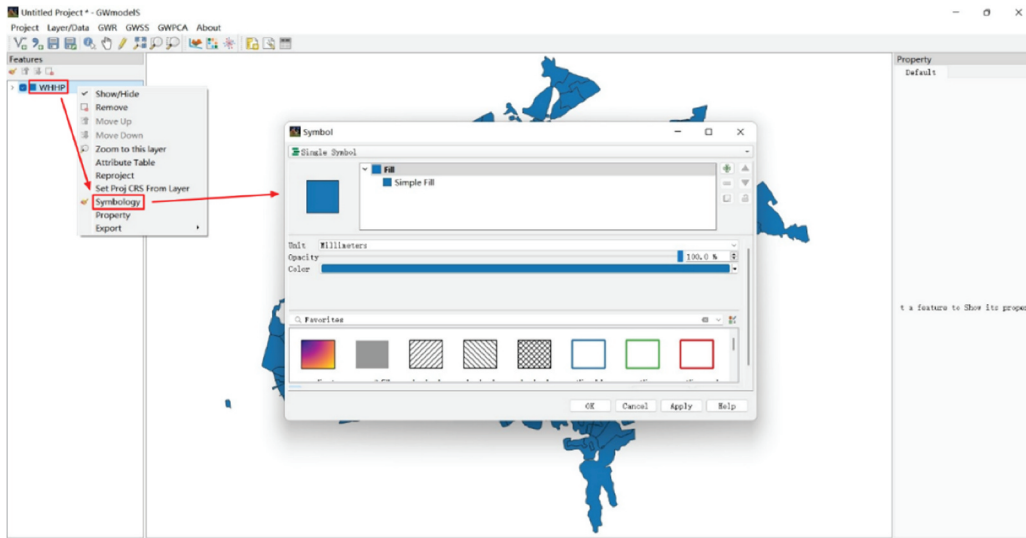 Untitled Project * - GWmodelS
Project Layer/Data GWR GWSS GWPCA About
Features
WHHP
Show/Hide
Remove
Move Up
Move Down
Zoom to this layer
Attribute Table
Reproject
Set Proj CRS From Layer
Symbology
Property
Export
Symbol
Single Symbol
Fill
Simple Fill
Unit Millimeters
Opacity 100.0 %
Color
Favorites
OK Cancel Apply Help
Property
Default
t a feature to Show its proper